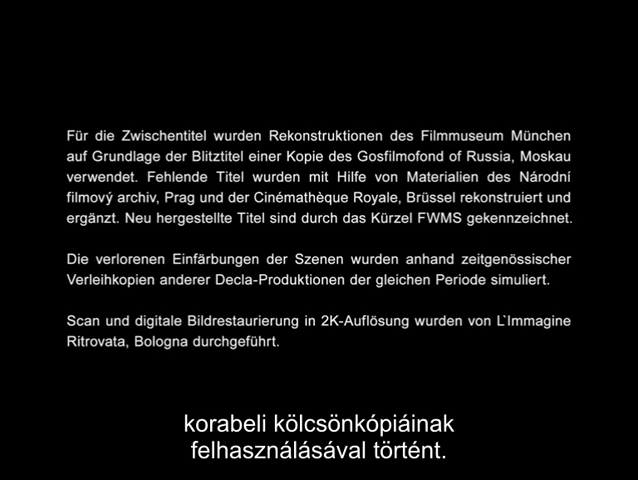 Für die Zwischentitel wurden Rekonstruktionen des Filmmuseum München
auf Grundlage der Blitztitel einer Kopie des Gosfilmofond of Russia, Moskau
verwendet. Fehlende Titel wurden mit Hilfe von Materialien des Národní
filmový archiv, Prag und der Cinémathèque Royale, Brüssel rekonstruiert und
ergänzt. Neu hergestellte Titel sind durch das Kürzel FWMS gekennzeichnet.
Die verlorenen Einfärbungen der Szenen wurden anhand zeitgenössischer
Verleihkopien anderer Decla-Produktionen der gleichen Periode simuliert.
Scan und digitale Bildrestaurierung in 2K-Auflösung wurden von L`Immagine
Ritrovata, Bologna durchgeführt.
korabeli kölcsönkópiáinak
felhasználásával történt.